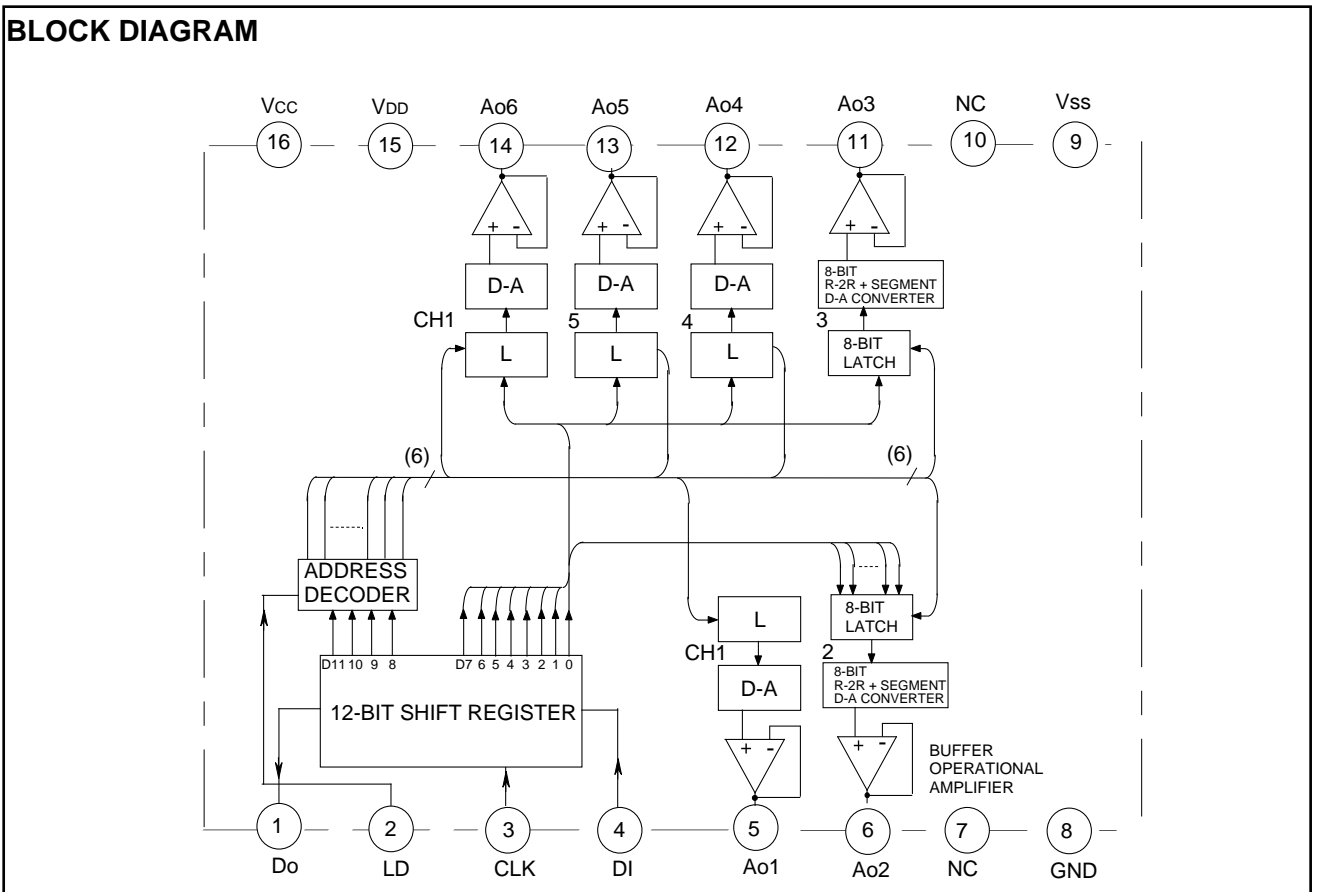 BLOCK DIAGRAM
VCC VDD Ao6 Ao5 Ao4 Ao3 NC Vss
16 15 14 13 12 11 10 9
+ - + - + - + -
D-A D-A D-A 8-BIT
R-2R + SEGMENT
D-A CONVERTER
CH1 5 4 3
L L L 8-BIT
LATCH
(6) (6)
ADDRESS
DECODER
L 8-BIT
LATCH
CH1 2
D11 10 9 8 D7 6 5 4 3 2 1 0
12-BIT SHIFT REGISTER
D-A 8-BIT
R-2R + SEGMENT
D-A CONVERTER
+ - + -
BUFFER
OPERATIONAL
AMPLIFIER
1 2 3 4 5 6 7 8
Do LD CLK DI Ao1 Ao2 NC GND